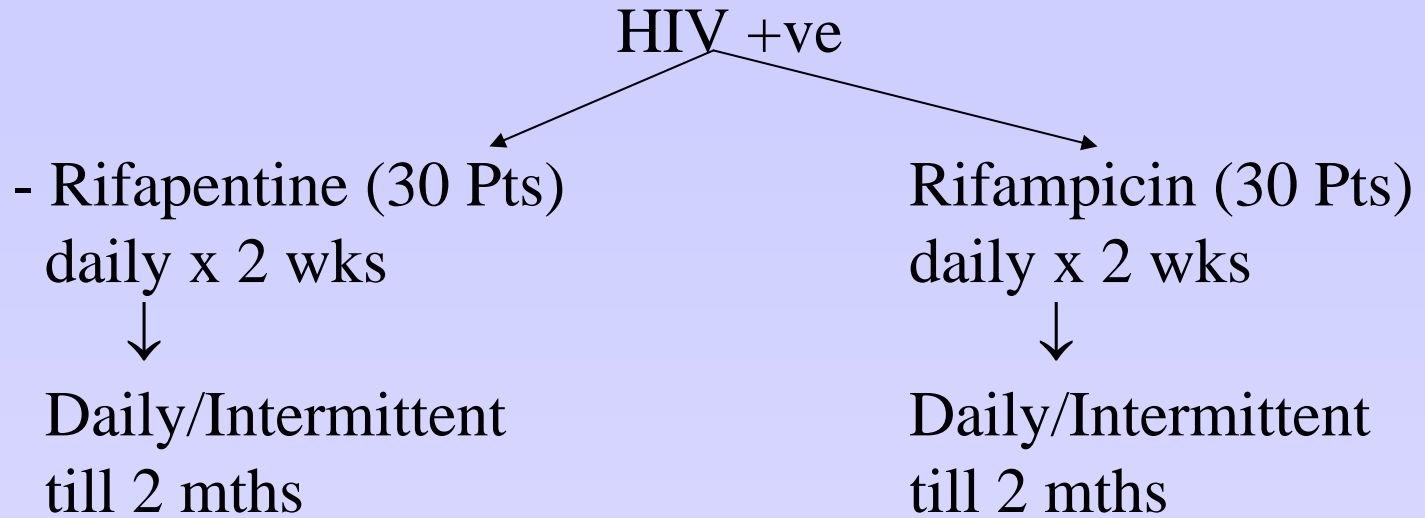 HIV +ve
- Rifapentine (30 Pts)
daily x 2 wks
↓
Daily/Intermittent
till 2 mths
Rifampicin (30 Pts)
daily x 2 wks
↓
Daily/Intermittent
till 2 mths